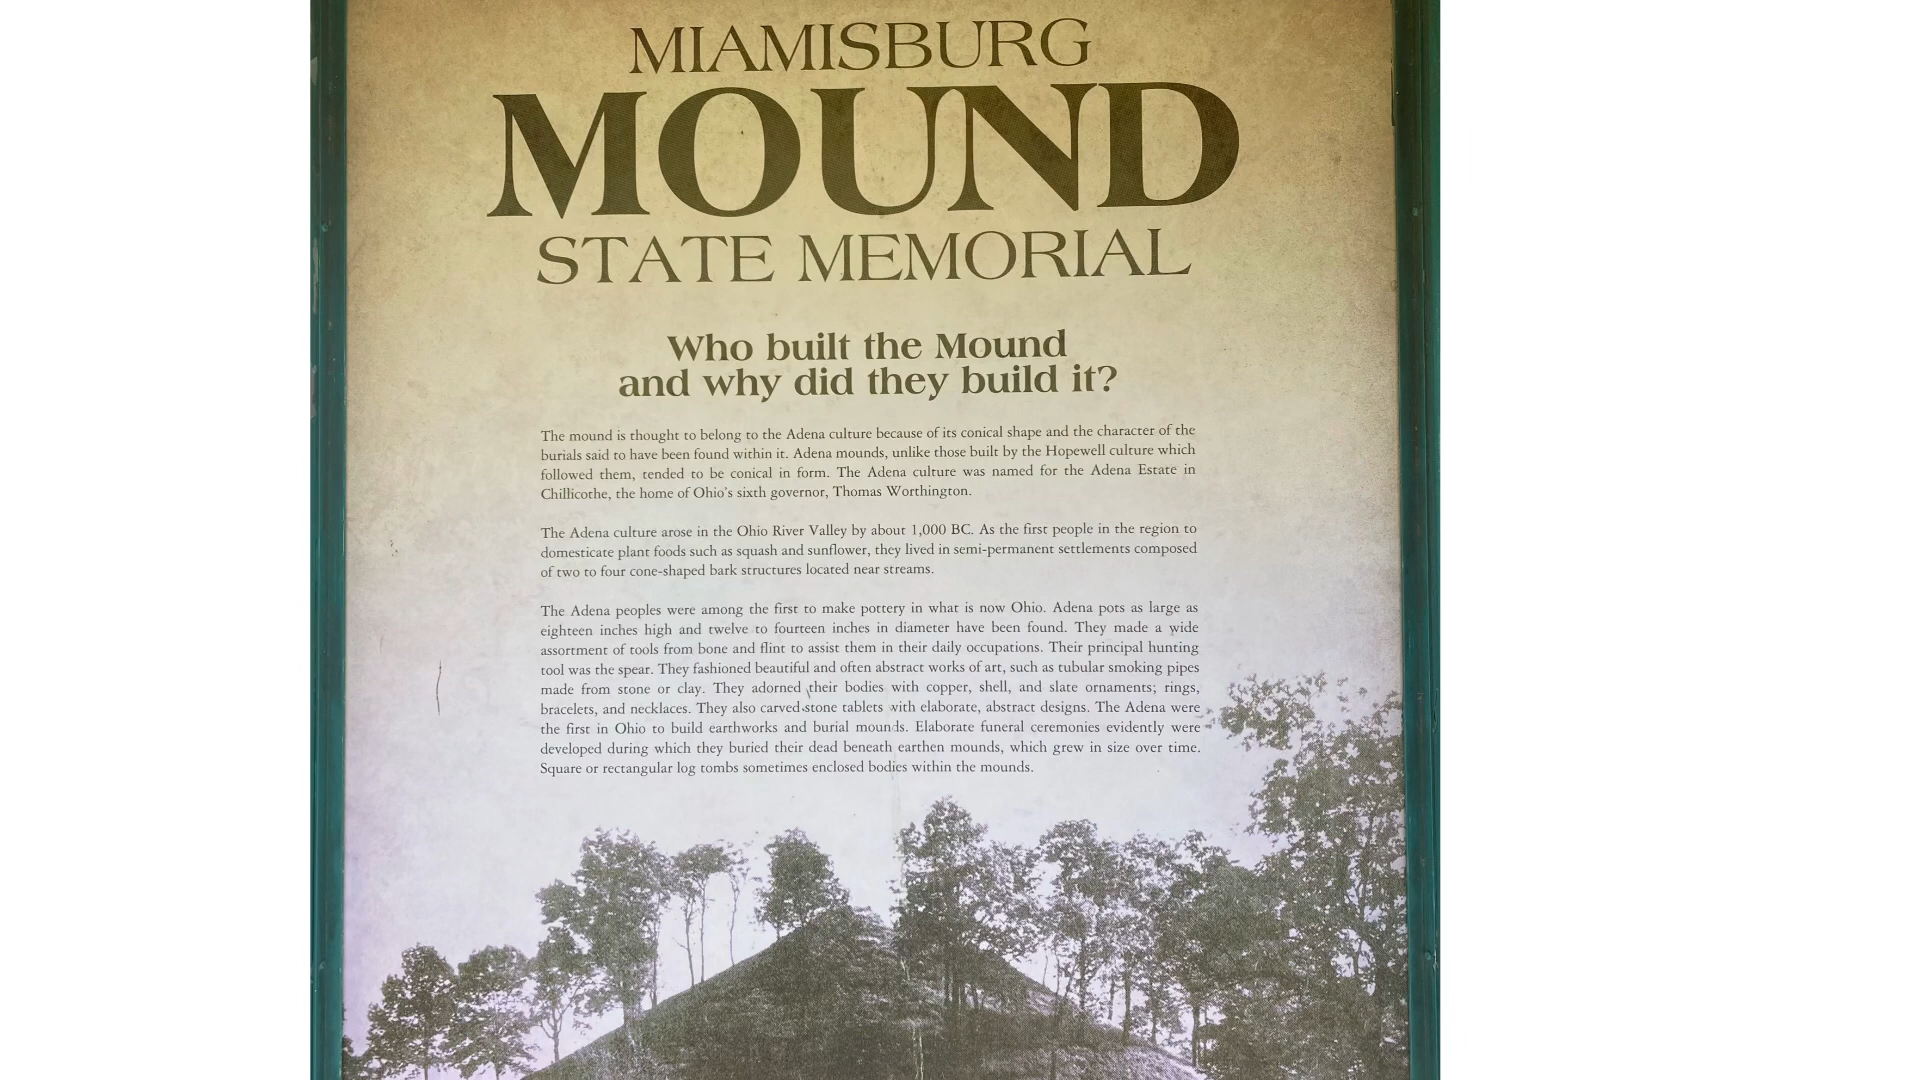 MIAMISBURG
MOUND
STATE MEMORIAL
Who built the Mound
and why did they build it?
The mound is thought to belong to the Adena culture because of its conical shape and the character of the
burials said to have been found within it. Adena mounds, unlike those built by the Hopewell culture which
followed them, tended to be conical in form. The Adena culture was named for the Adena Estate in
Chillicothe, the home of Ohio's sixth governor, Thomas Worthington.
The Adena culture arose in the Ohio River Valley by about 1,000 BC. As the first people in the region to
domesticate plant foods such as squash and sunflower, they lived in semi-permanent settlements composed
of two to four cone-shaped bark structures located near streams.
The Adena peoples were among the first to make pottery in what is now Ohio. Adena pots as large as
eighteen inches high and twelve to fourteen inches in diameter have been found. They made a wide
assortment of tools from bone and flint to assist them in their daily occupations. Their principal hunting
tool was the spear. They fashioned beautiful and often abstract works of art, such as tubular smoking pipes
made from stone or clay. They adorned their bodies with copper, shell, and slate ornaments; rings,
bracelets, and necklaces. They also carved stone tablets with elaborate, abstract designs. The Adena were
the first in Ohio to build earthworks and burial mounds. Elaborate funeral ceremonies evidently were
developed during which they buried their dead beneath earthen mounds, which grew in size over time.
Square or rectangular log tombs sometimes enclosed bodies within the mounds.